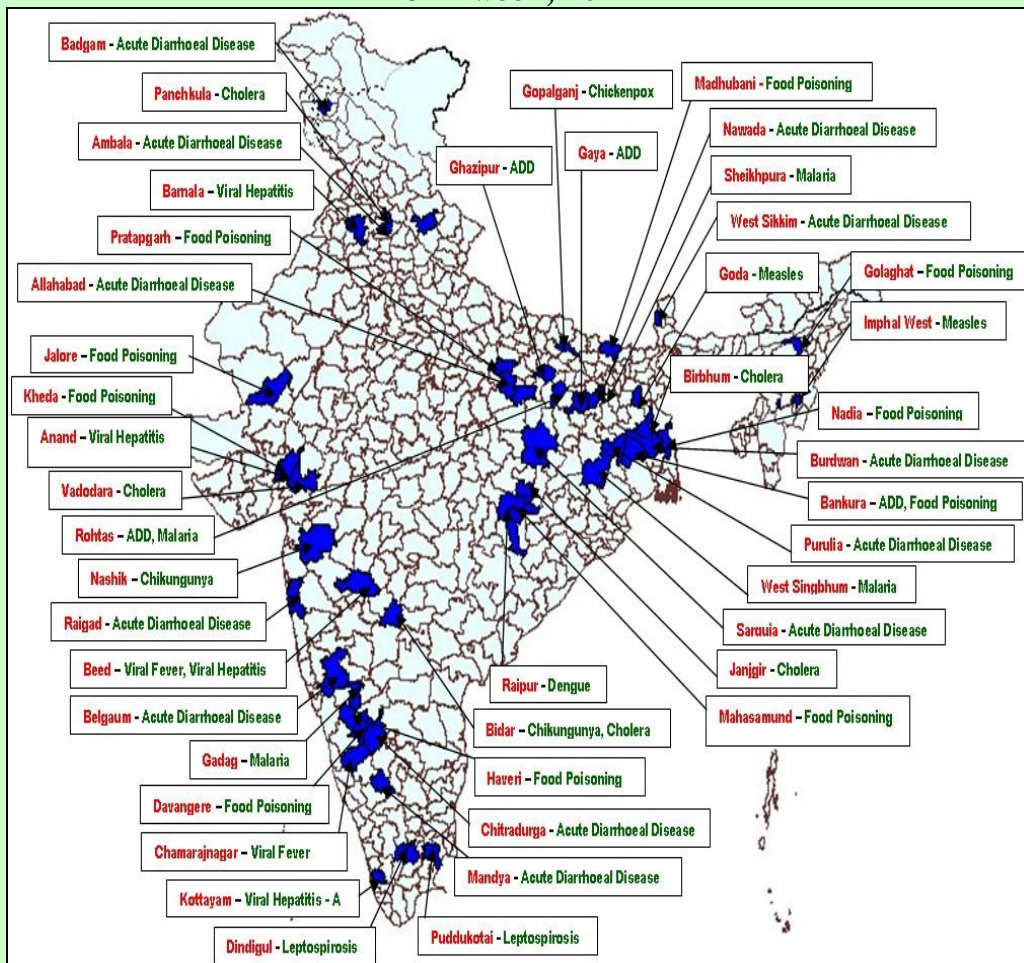 Badgam - Acute Diarrhoeal Disease
Panchkula - Cholera
Ambala - Acute Diarrhoeal Disease
Barnala – Viral Hepatitis
Pratapgarh – Food Poisoning
Allahabad - Acute Diarrhoeal Disease
Jalore - Food Poisoning
Kheda - Food Poisoning
Anand - Viral Hepatitis
Vadodara – Cholera
Rohtas – ADD, Malaria
Nashik - Chikungunya
Raigad - Acute Diarrhoeal Disease
Beed – Viral Fever, Viral Hepatitis
Belgaum - Acute Diarrhoeal Disease
Gadag - Malaria
Davangere - Food Poisoning
Chamarajnagar - Viral Fever
Kottayam - Viral Hepatitis - A
Dindigul - Leptospirosis
Gopalganj - Chickenpox
Ghazipur - ADD
Gaya - ADD
Madhubani - Food Poisoning
Nawada - Acute Diarrhoeal Disease
Sheikhpura - Malaria
West Sikkim - Acute Diarrhoeal Disease
Goda - Measles
Golaghat – Food Poisoning
Imphal West - Measles
Birbhum – Cholera
Nadia – Food Poisoning
Burdwan - Acute Diarrhoeal Disease
Bankura – ADD, Food Poisoning
Purulia – Acute Diarrhoeal Disease
West Singbhum - Malaria
Sarguja - Acute Diarrhoeal Disease
Janjgir – Cholera
Mahasamund – Food Poisoning
Raipur - Dengue
Bidar – Chikungunya, Cholera
Haveri – Food Poisoning
Chitradurga - Acute Diarrhoeal Disease
Mandya - Acute Diarrhoeal Disease
Puddukotai - Leptospirosis